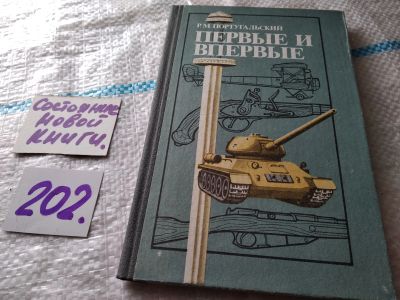 Р.М. ПОРТУГАЛЬСКИЙ
ПЕРВЫЕ И
ВПЕРВЫЕ
Состояние
новой
книги.
202.